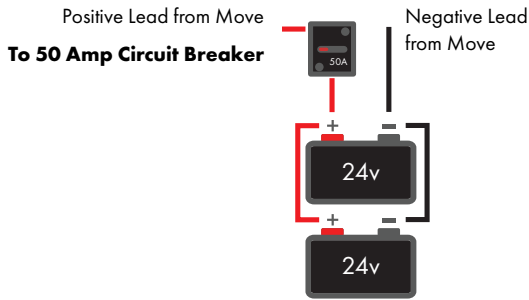 Positive Lead from Move
To 50 Amp Circuit Breaker
Negative Lead
from Move
50A
+ −
24v
+ −
24v